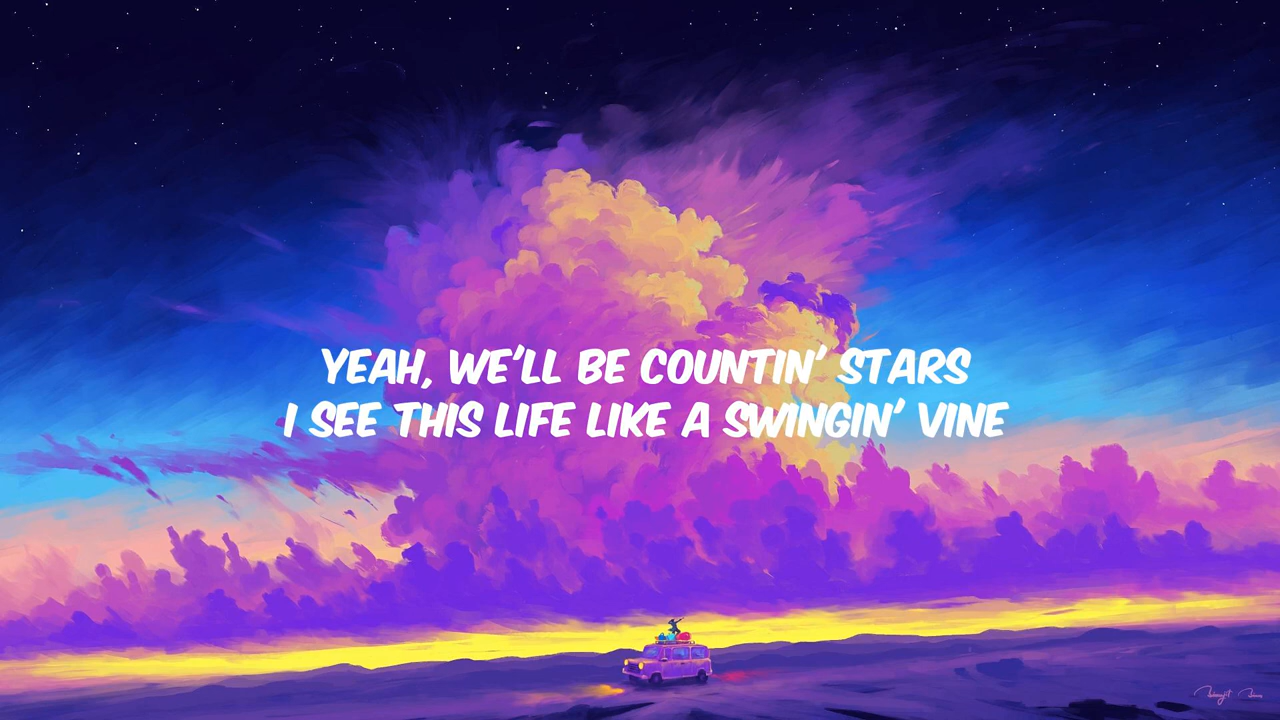 YEAH, WE'LL BE COUNTIN' STARS
I SEE THIS LIFE LIKE A SWINGIN' VINE